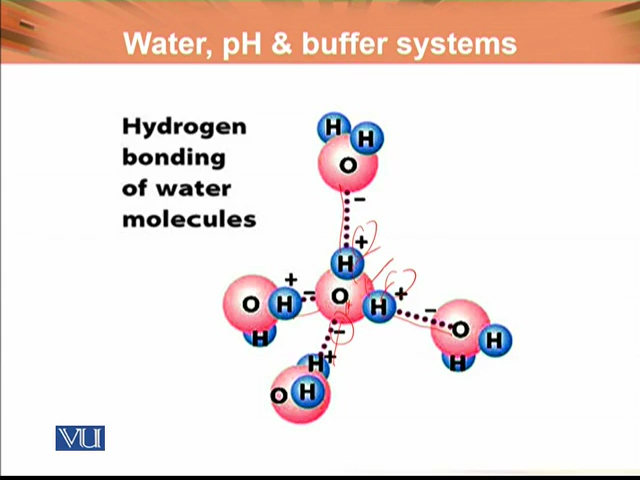 Water, pH & buffer systems
Hydrogen
bonding
of water
molecules
H H
O
−
+
H
+
− + −
O H O H O H
− H
H
H+
O H
VU